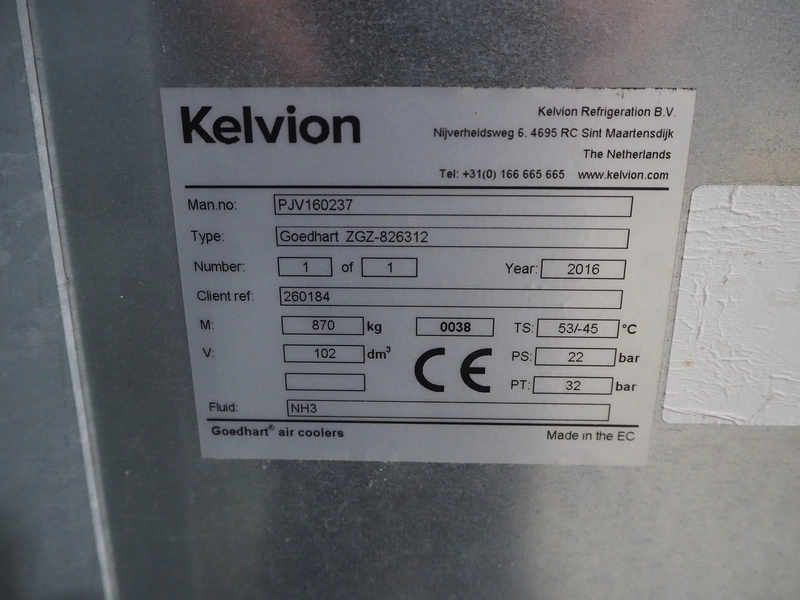 Kelvion
Kelvion Refrigeration B.V.
Nijverheidsweg 6, 4695 RC Sint Maartensdijk
The Netherlands
Tel: +31(0) 166 665 665 www.kelvion.com
Man.no: PJV160237
Type: Goedhart ZGZ-826312
Number: 1 of 1 Year: 2016
Client ref: 260184
M: 870 kg 0038 TS: 53/-45 °C
V: 102 dm³ CE PS: 22 bar
PT: 32 bar
Fluid: NH3
Goedhart® air coolers Made in the EC